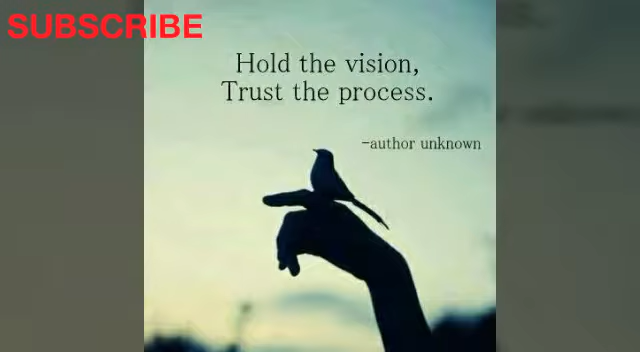 SUBSCRIBE
Hold the vision,
Trust the process.
-author unknown